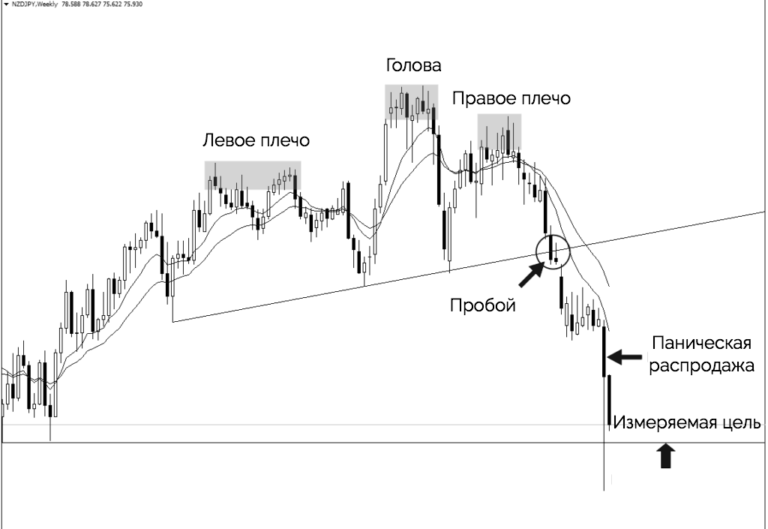 NZDJPY,Weekly 78.588 78.627 75.622 75.930
Голова
Правое плечо
Левое плечо
Пробой
Паническая
распродажа
Измеряемая цель